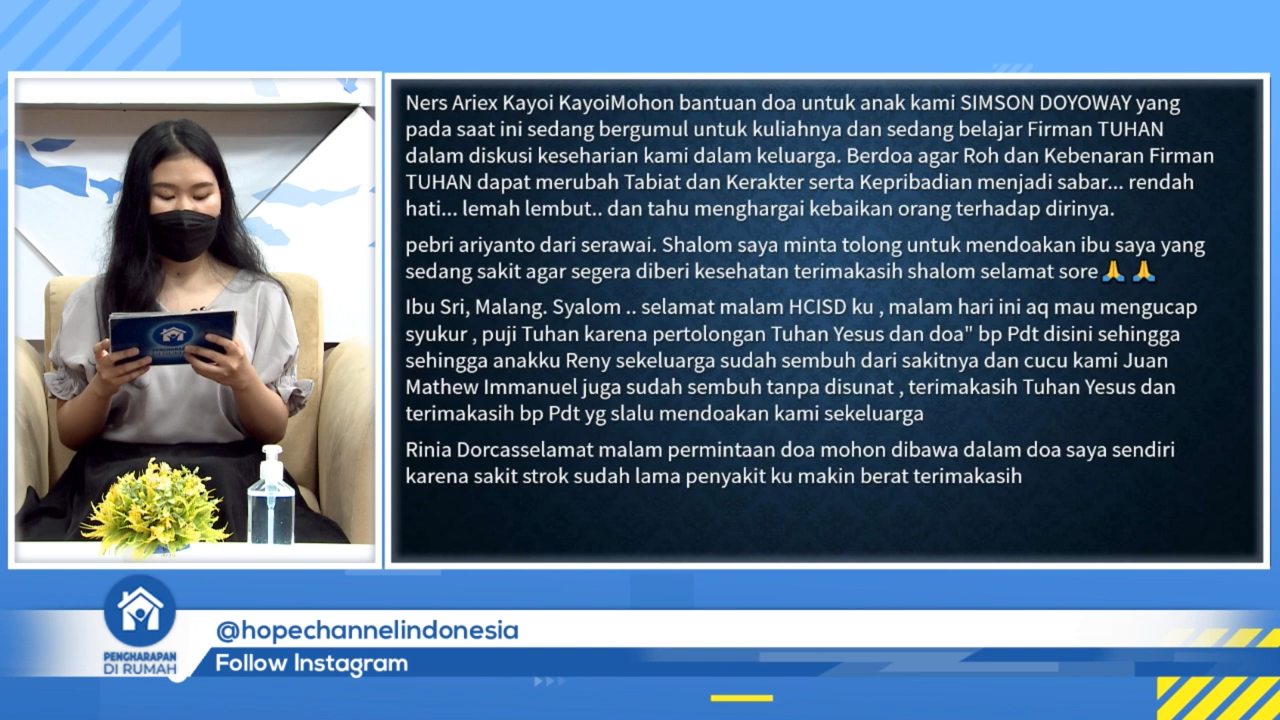 Ners Ariex Kayoi KayoiMohon bantuan doa untuk anak kami SIMSON DOYOWAY yang
pada saat ini sedang bergumul untuk kuliahnya dan sedang belajar Firman TUHAN
dalam diskusi keseharian kami dalam keluarga. Berdoa agar Roh dan Kebenaran Firman
TUHAN dapat merubah Tabiat dan Kerakter serta Kepribadian menjadi sabar... rendah
hati... lemah lembut.. dan tahu menghargai kebaikan orang terhadap dirinya.
pebri ariyanto dari serawai. Shalom saya minta tolong untuk mendoakan ibu saya yang
sedang sakit agar segera diberi kesehatan terimakasih shalom selamat sore🙏 🙏
Ibu Sri, Malang. Syalom .. selamat malam HCISD ku , malam hari ini aq mau mengucap
syukur , puji Tuhan karena pertolongan Tuhan Yesus dan doa" bp Pdt disini sehingga
sehingga anakku Reny sekeluarga sudah sembuh dari sakitnya dan cucu kami Juan
Mathew Immanuel juga sudah sembuh tanpa disunat , terimakasih Tuhan Yesus dan
terimakasih bp Pdt yg slalu mendoakan kami sekeluarga
Rinia Dorcasselamat malam permintaan doa mohon dibawa dalam doa saya sendiri
karena sakit strok sudah lama penyakit ku makin berat terimakasih
PENGHARAPAN
DI RUMAH
@hopechannelindonesia
Follow Instagram